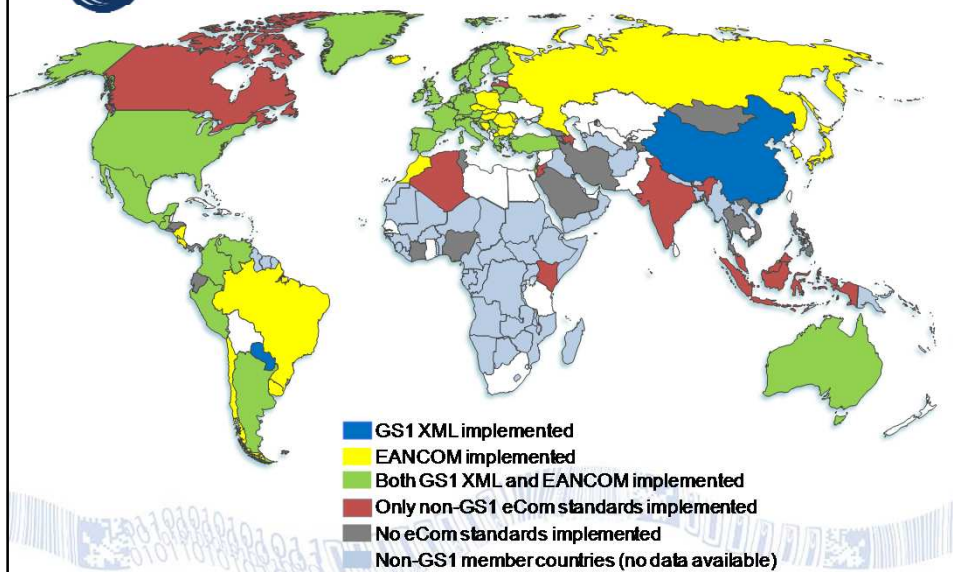 GS1 XML implemented
EANCOM implemented
Both GS1 XML and EANCOM implemented
Only non-GS1 eCom standards implemented
No eCom standards implemented
Non-GS1 member countries (no data available)